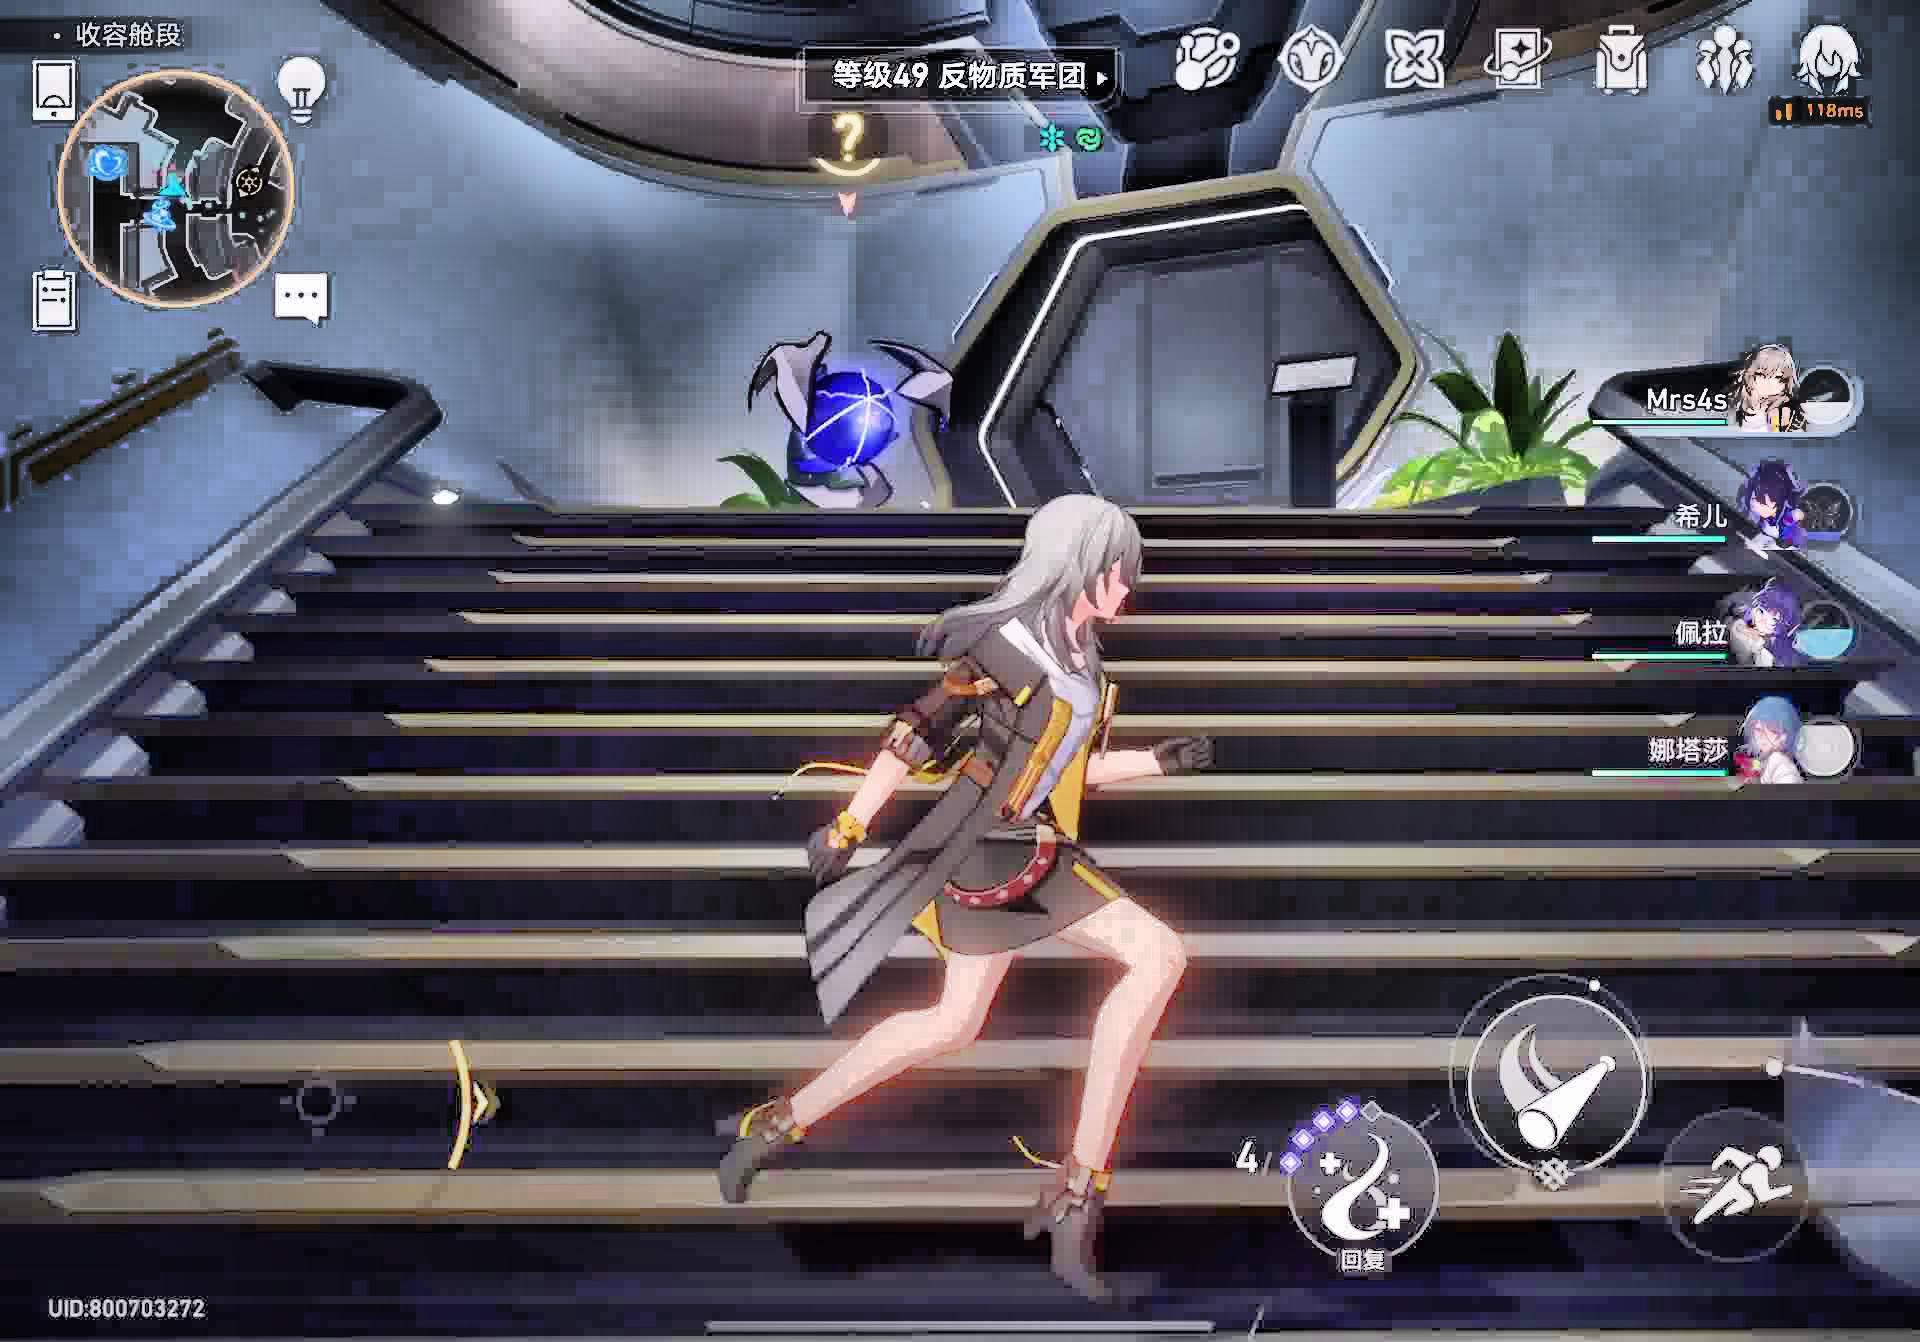 · 收容舱段
等级49 反物质军团
?
118ms
Mrs4s
希儿
佩拉
娜塔莎
4/
回复
UID:800703272